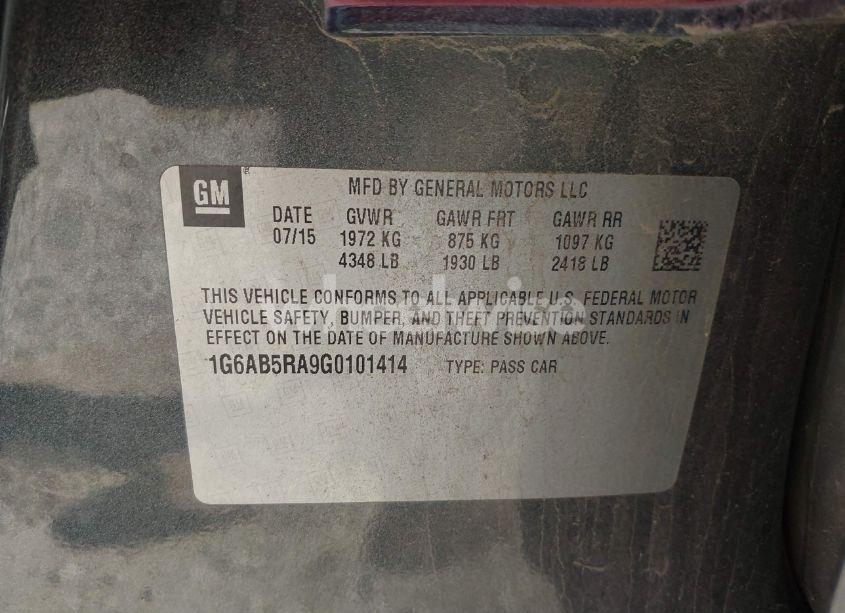 GM
MFD BY GENERAL MOTORS LLC
DATE GVWR GAWR FRT GAWR RR
07/15 1972 KG 875 KG 1097 KG
4348 LB 1930 LB 2418 LB
THIS VEHICLE CONFORMS TO ALL APPLICABLE U.S. FEDERAL MOTOR
VEHICLE SAFETY, BUMPER, AND THEFT PREVENTION STANDARDS IN
EFFECT ON THE DATE OF MANUFACTURE SHOWN ABOVE.
1G6AB5RA9G0101414 TYPE: PASS CAR